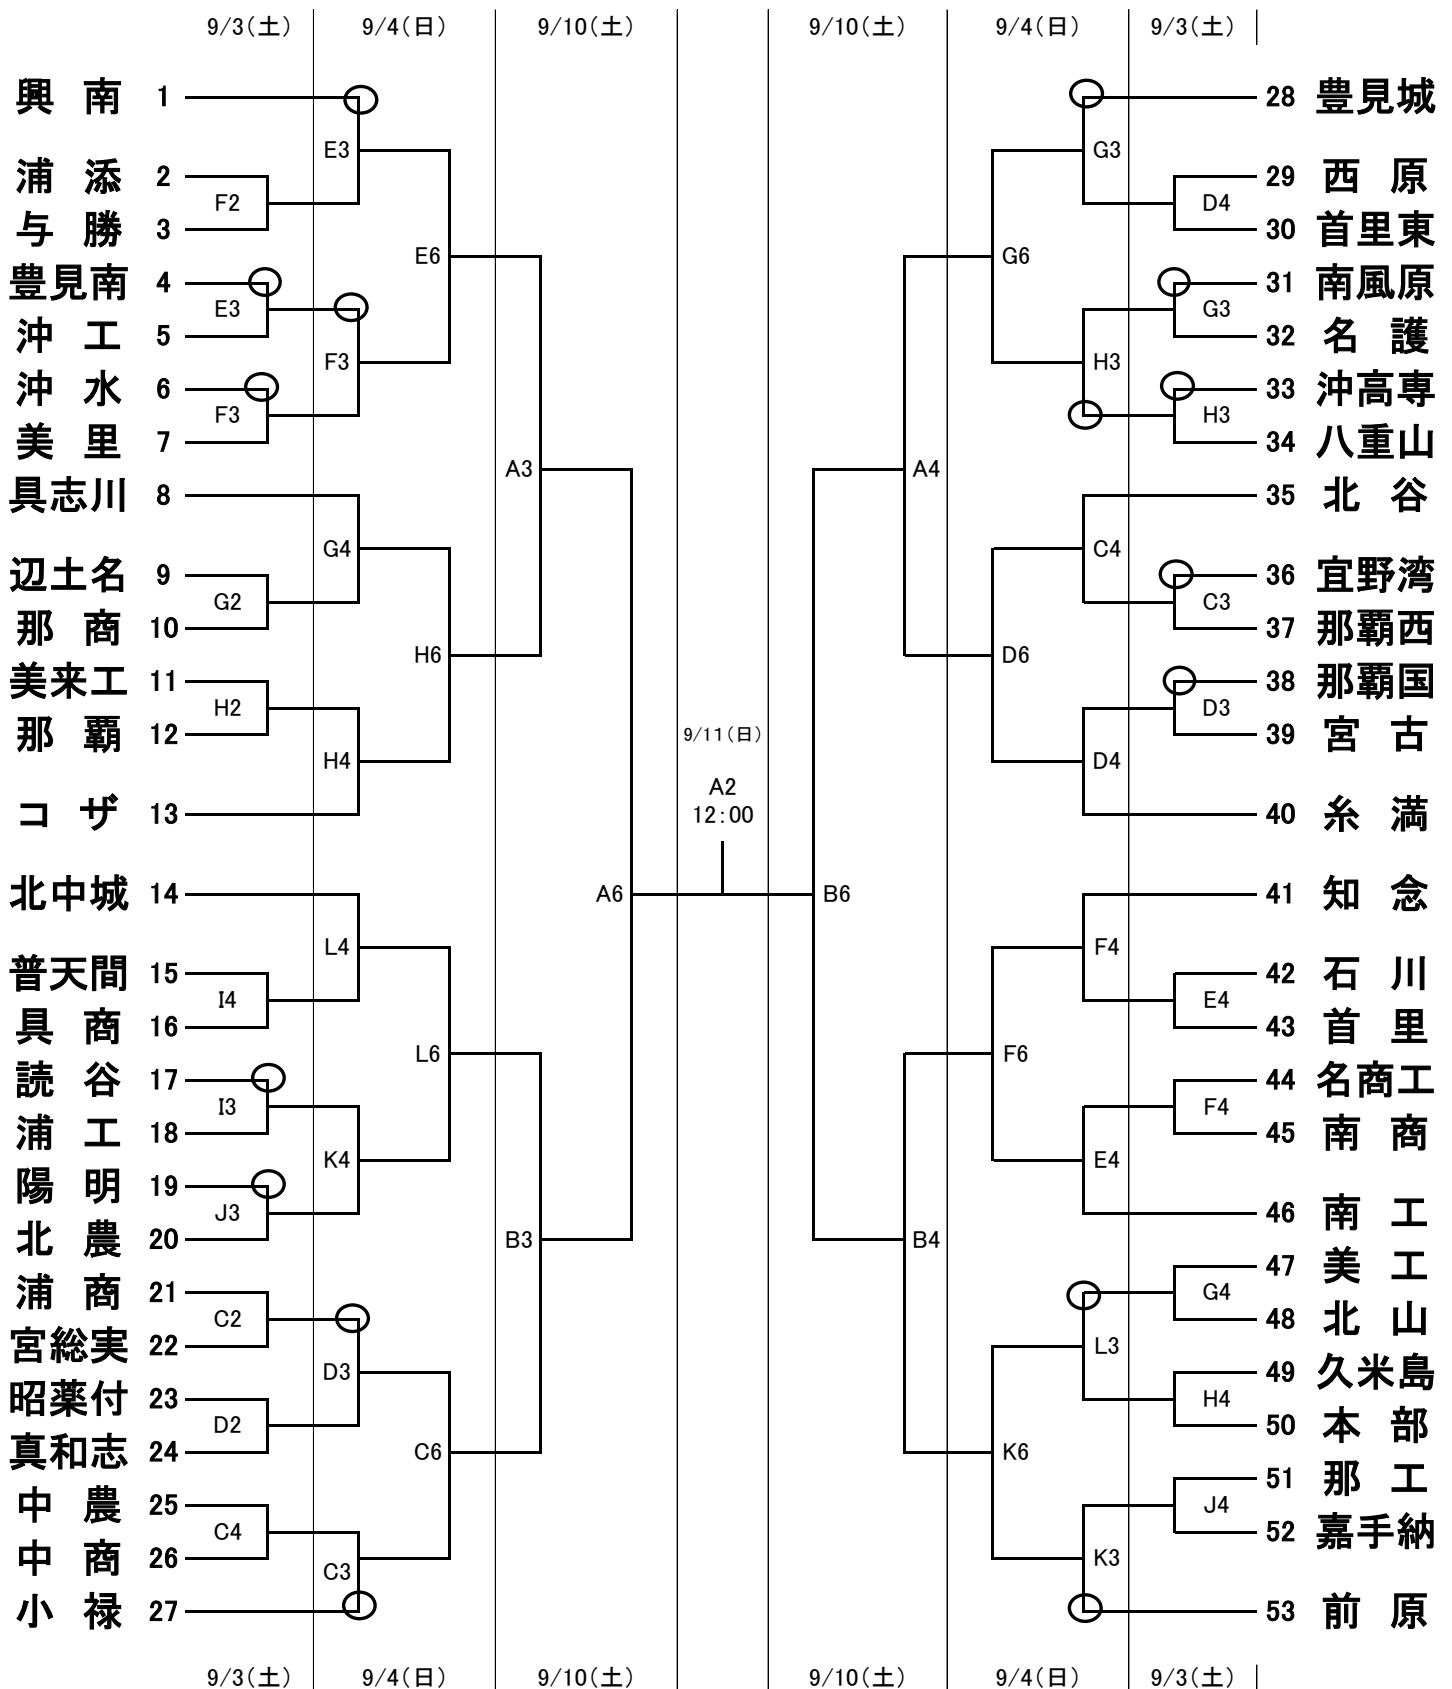 9/3(土) 9/4(日) 9/10(土) 9/10(土) 9/4(日) 9/3(土)
興南 1 28 豊見城
E3 G3
浦添 2 29 西原
F2 D4
与勝 3 30 首里東
E6 G6
豊見南 4 31 南風原
E3 G3
沖工 5 32 名護
F3 H3
沖水 6 33 沖高専
F3 H3
美里 7 34 八重山
A3 A4
具志川 8 35 北谷
G4 C4
辺土名 9 36 宜野湾
G2 C3
那商 10 37 那覇西
H6 D6
美来工 11 38 那覇国
H2 D3
那覇 12 9/11(日) 39 宮古
H4 D4
A2
12:00
コザ 13 40 糸満
北中城 14 A6 B6 41 知念
L4 F4
普天間 15 42 石川
I4 E4
具商 16 43 首里
L6 F6
読谷 17 44 名商工
I3 F4
浦工 18 45 南商
K4 E4
陽明 19 46 南工
J3
北農 20 B3 B4 47 美工
浦商 21 G4
C2 48 北山
宮総実 22 L3
D3 49 久米島
昭薬付 23 H4
D2 50 本部
真和志 24 C6 K6
中農 25 51 那工
C4 J4
中商 26 52 嘉手納
C3 K3
小禄 27 53 前原
9/3(土) 9/4(日) 9/10(土) 9/10(土) 9/4(日) 9/3(土)